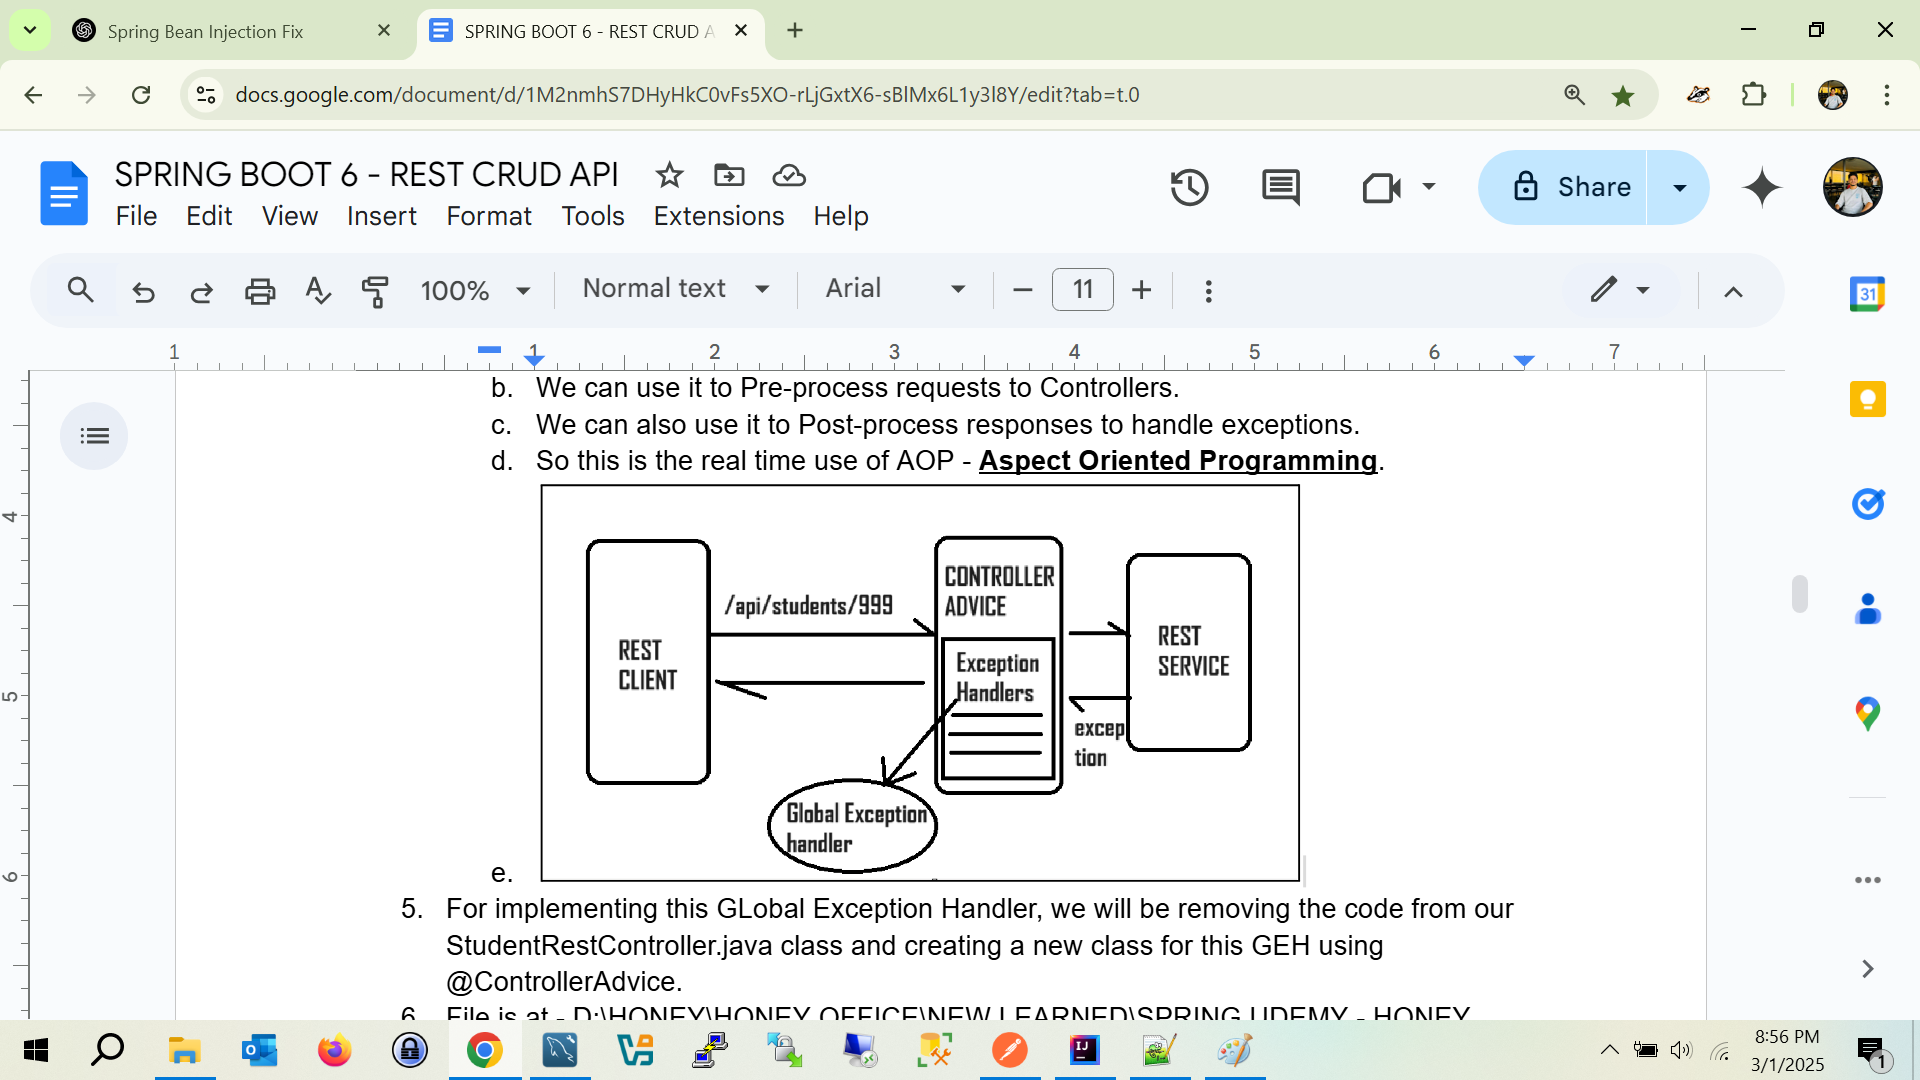 Spring Bean Injection Fix
SPRING BOOT 6 - REST CRUD A
docs.google.com/document/d/1M2nmhS7DHyHkC0vFs5XO-rLjGxtX6-sBlMx6L1y3l8Y/edit?tab=t.0
SPRING BOOT 6 - REST CRUD API
Share
File Edit View Insert Format Tools Extensions Help
100% Normal text Arial 11
31
1 1 2 3 4 5 6 7
b. We can use it to Pre-process requests to Controllers.
c. We can also use it to Post-process responses to handle exceptions.
d. So this is the real time use of AOP - Aspect Oriented Programming.
4
5
6
REST
CLIENT
/api/students/999
CONTROLLER
ADVICE
Exception
Handlers
REST
SERVICE
excep
tion
Global Exception
handler
e.
5. For implementing this GLobal Exception Handler, we will be removing the code from our
StudentRestController.java class and creating a new class for this GEH using
@ControllerAdvice.
6. File is at - D:\HONEY\HONEY OFFICE\NEW LEARNED\SPRING UDEMY - HONEY
8:56 PM
3/1/2025
1